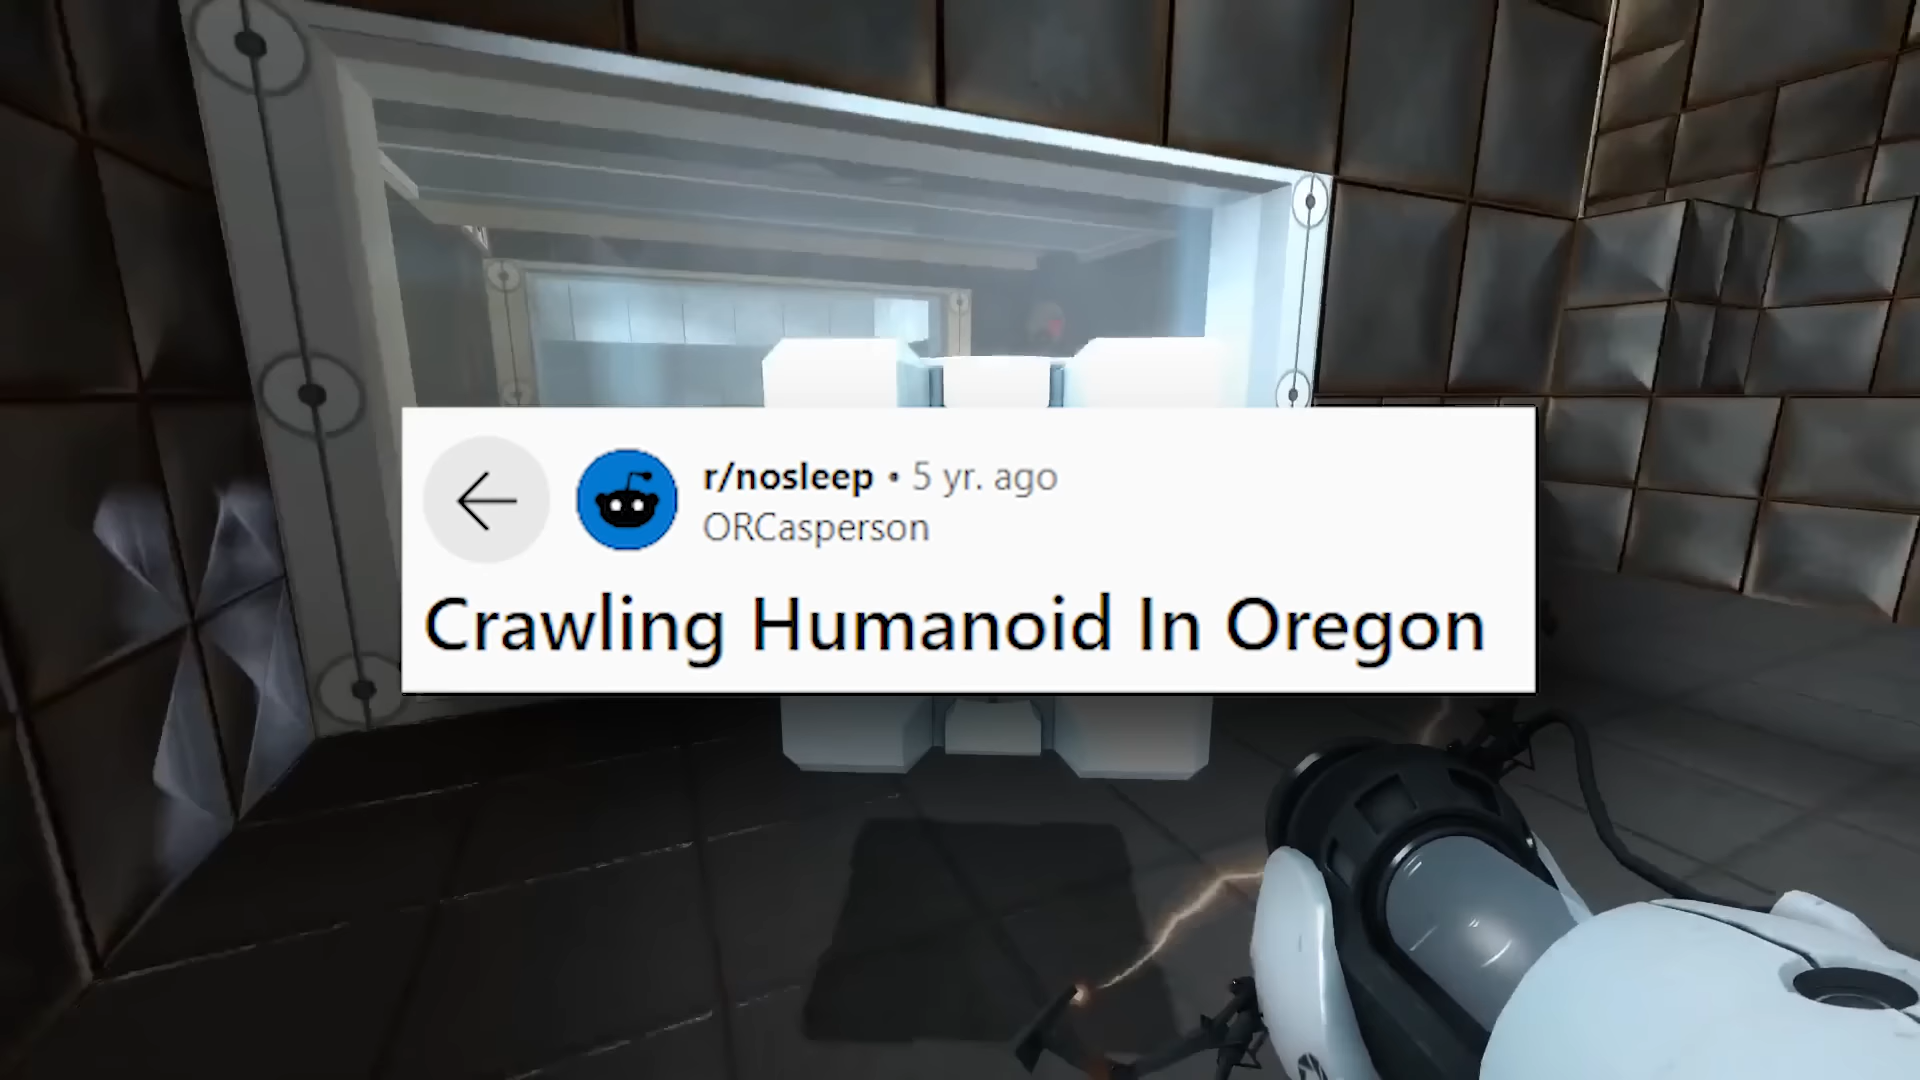 r/nosleep • 5 yr. ago
ORCasperson
Crawling Humanoid In Oregon